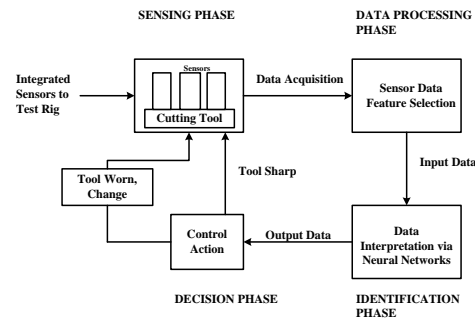 SENSING PHASE
DATA PROCESSING
PHASE
Integrated
Sensors to
Test Rig
Sensors
Cutting Tool
Data Acquisition
Sensor Data
Feature Selection
Tool Worn,
Change
Tool Sharp
Input Data
Control
Action
Output Data
Data
Interpretation via
Neural Networks
DECISION PHASE
IDENTIFICATION
PHASE